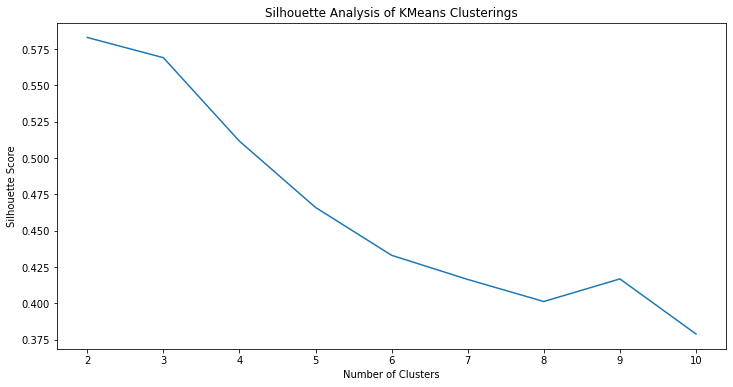 Silhouette Analysis of KMeans Clusterings
0.575
0.550
0.525
0.500
0.475
0.450
0.425
0.400
0.375
Silhouette Score
2 3 4 5 6 7 8 9 10
Number of Clusters